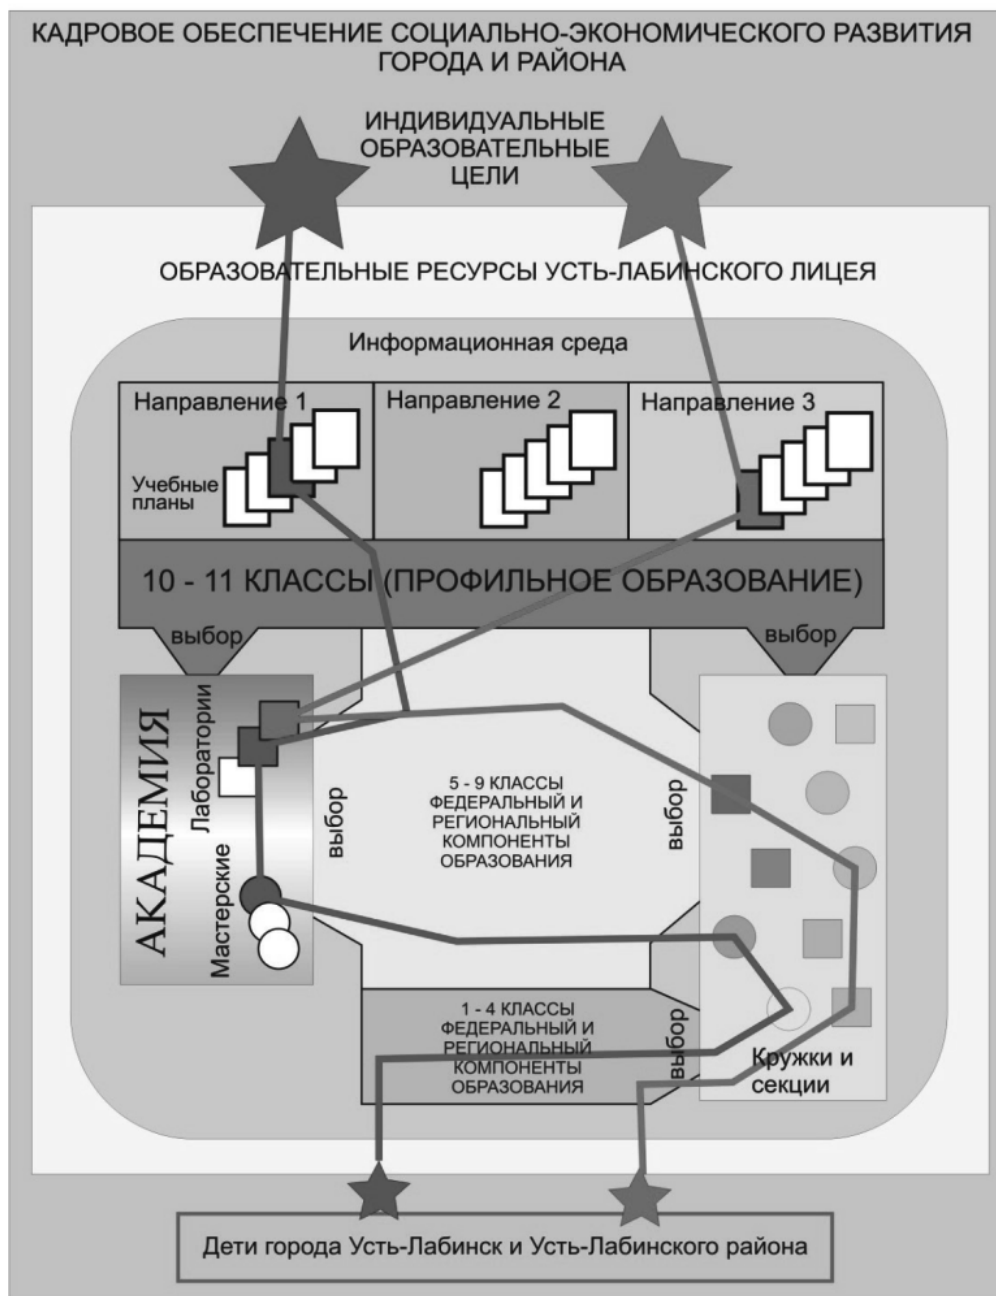 КАДРОВОЕ ОБЕСПЕЧЕНИЕ СОЦИАЛЬНО-ЭКОНОМИЧЕСКОГО РАЗВИТИЯ
ГОРОДА И РАЙОНА
ИНДИВИДУАЛЬНЫЕ
ОБРАЗОВАТЕЛЬНЫЕ
ЦЕЛИ
ОБРАЗОВАТЕЛЬНЫЕ РЕСУРСЫ УСТЬ-ЛАБИНСКОГО ЛИЦЕЯ
Информационная среда
Направление 1
Направление 2
Направление 3
Учебные
планы
10 - 11 КЛАССЫ (ПРОФИЛЬНОЕ ОБРАЗОВАНИЕ)
выбор
выбор
АКАДЕМИЯ
Лаборатории
Мастерские
выбор
5 - 9 КЛАССЫ
ФЕДЕРАЛЬНЫЙ И
РЕГИОНАЛЬНЫЙ
КОМПОНЕНТЫ
ОБРАЗОВАНИЯ
выбор
1 - 4 КЛАССЫ
ФЕДЕРАЛЬНЫЙ И
РЕГИОНАЛЬНЫЙ
КОМПОНЕНТЫ
ОБРАЗОВАНИЯ
выбор
Кружки и
секции
Дети города Усть-Лабинск и Усть-Лабинского района